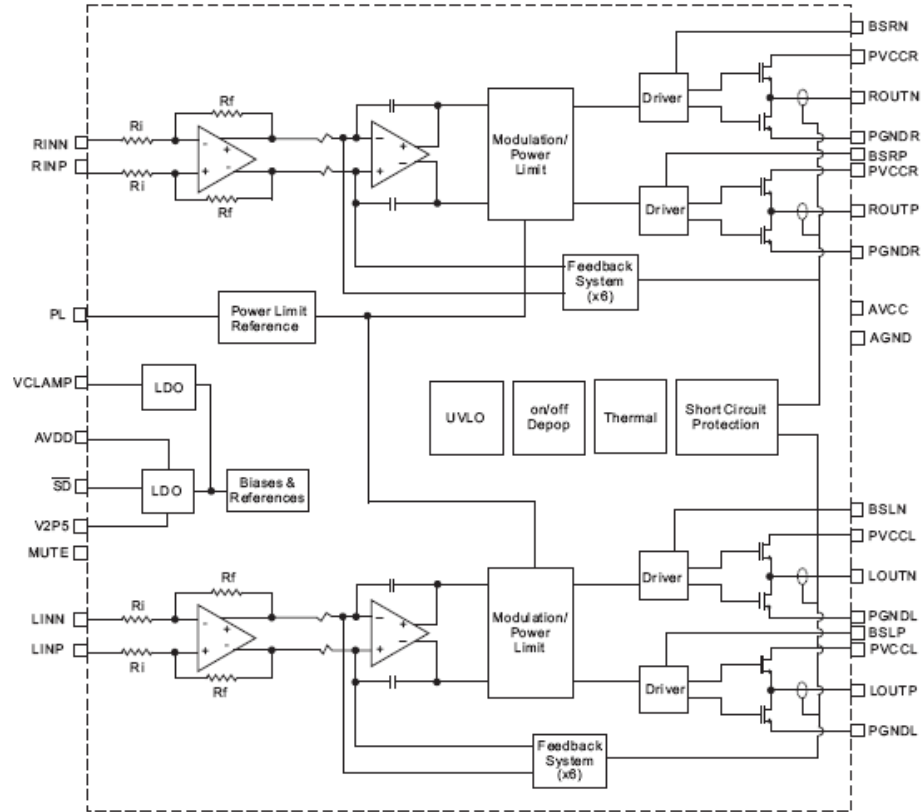 BSRN
PVCCR
Rf
Driver
ROUTN
Ri
RINN
- +
-
+
Modulation/
Power
Limit
PGNDR
BSRP
RINP
+ -
+
-
PVCCR
Ri
Rf
Driver
ROUTP
Feedback
System
(x6)
PGNDR
PL
Power Limit
Reference
AVCC
AGND
VCLAMP
LDO
UVLO
on/off
Depop
Thermal
Short Circuit
Protection
AVDD
SD
LDO
Biases &
References
V2P5
MUTE
BSLN
PVCCL
Rf
Driver
LOUTN
Ri
LINN
- +
-
+
Modulation/
Power
Limit
PGNDL
BSLP
LINP
+ -
+
-
PVCCL
Ri
Rf
Driver
LOUTP
Feedback
System
(x6)
PGNDL